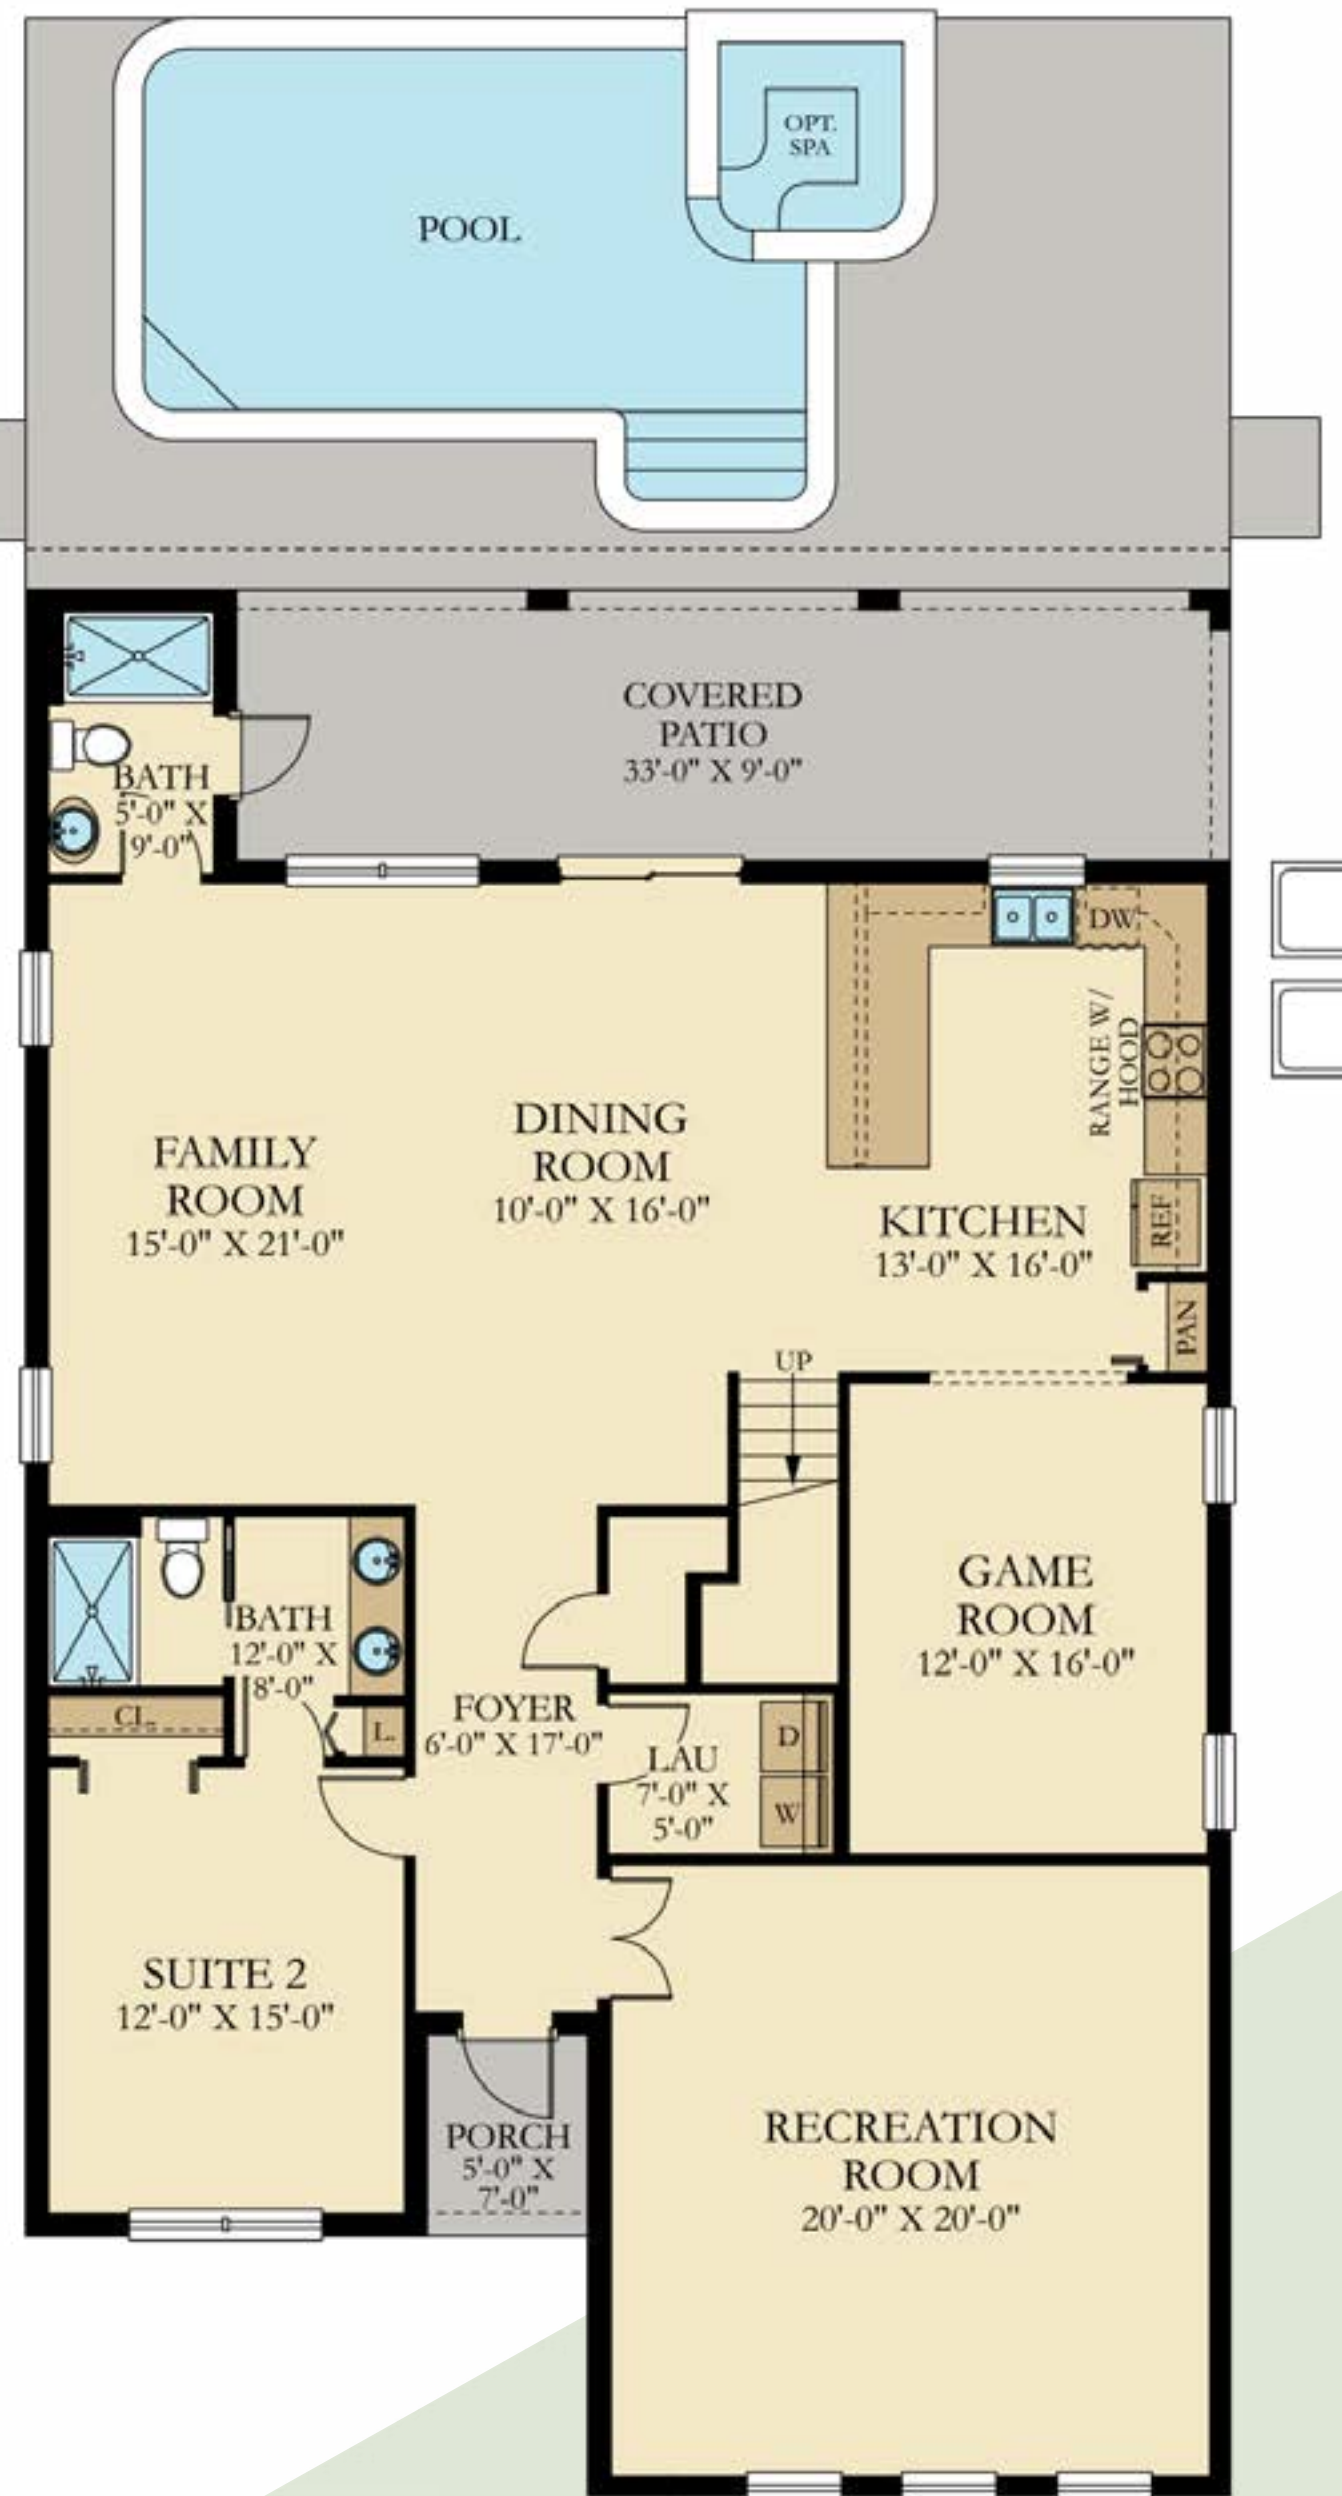 OPT.
SPA
POOL
COVERED
PATIO
33'-0" X 9'-0"
BATH
5'-0" X
9'-0"
DW
RANGE W/
HOOD
DINING
ROOM
10'-0" X 16'-0"
FAMILY
ROOM
15'-0" X 21'-0"
KITCHEN
13'-0" X 16'-0"
REF
PAN
UP
GAME
ROOM
12'-0" X 16'-0"
BATH
12'-0" X
8'-0"
CL.
L.
FOYER
6'-0" X 17'-0"
LAU
7'-0" X
5'-0"
D
W
SUITE 2
12'-0" X 15'-0"
PORCH
5'-0" X
7'-0"
RECREATION
ROOM
20'-0" X 20'-0"